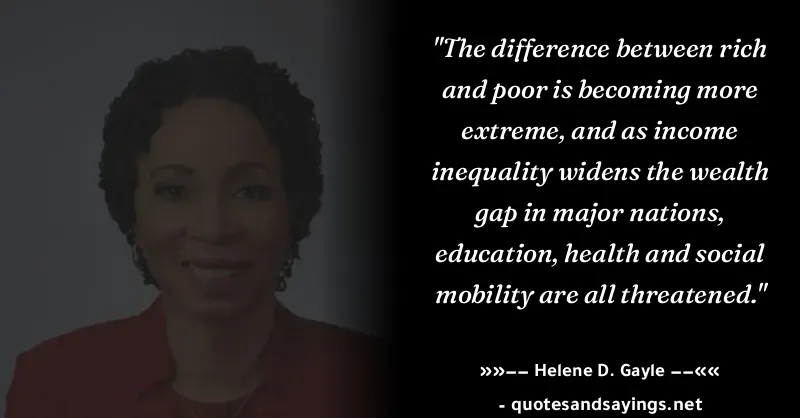 "The difference between rich
and poor is becoming more
extreme, and as income
inequality widens the wealth
gap in major nations,
education, health and social
mobility are all threatened."
»»−− Helene D. Gayle −−««
- quotesandsayings.net